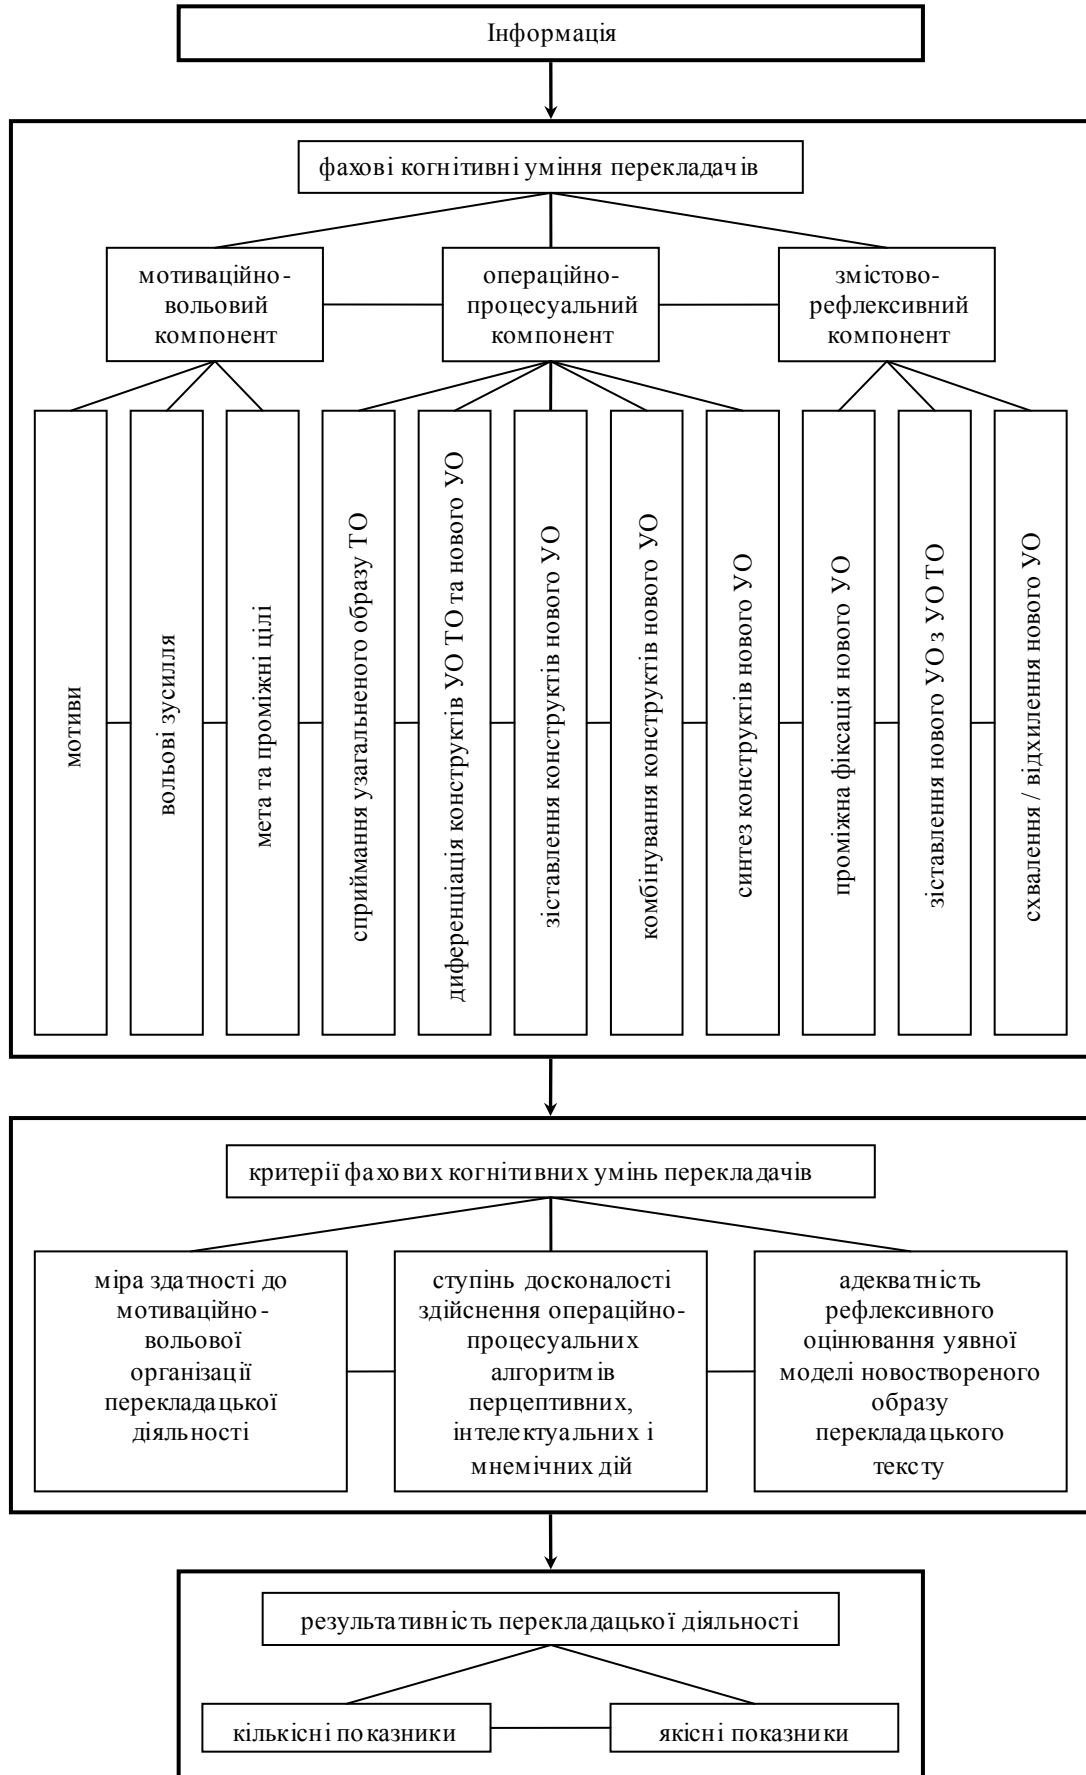 Інформація
фахові когнітивні уміння перекладачів
мотиваційно-
вольовий
компонент
операційно-
процесуальний
компонент
змістово-
рефлексивний
компонент
мотиви
вольові зусилля
мета та проміжні цілі
сприймання узагальненого образу ТО
диференціація конструктів УО ТО та нового УО
зіставлення конструктів нового УО
комбінування конструктів нового УО
синтез конструктів нового УО
проміжна фіксація нового УО
зіставлення нового УО з УО ТО
схвалення / відхилення нового УО
критерії фахових когнітивних умінь перекладачів
міра здатності до
мотиваційно-
вольової
організації
перекладацької
діяльності
ступінь досконалості
здійснення операційно-
процесуальних
алгоритмів
перцептивних,
інтелектуальних і
мнемічних дій
адекватність
рефлексивного
оцінювання уявної
моделі новоствореного
образу
перекладацького
тексту
результативність перекладацької діяльності
кількісні показники
якісні показники